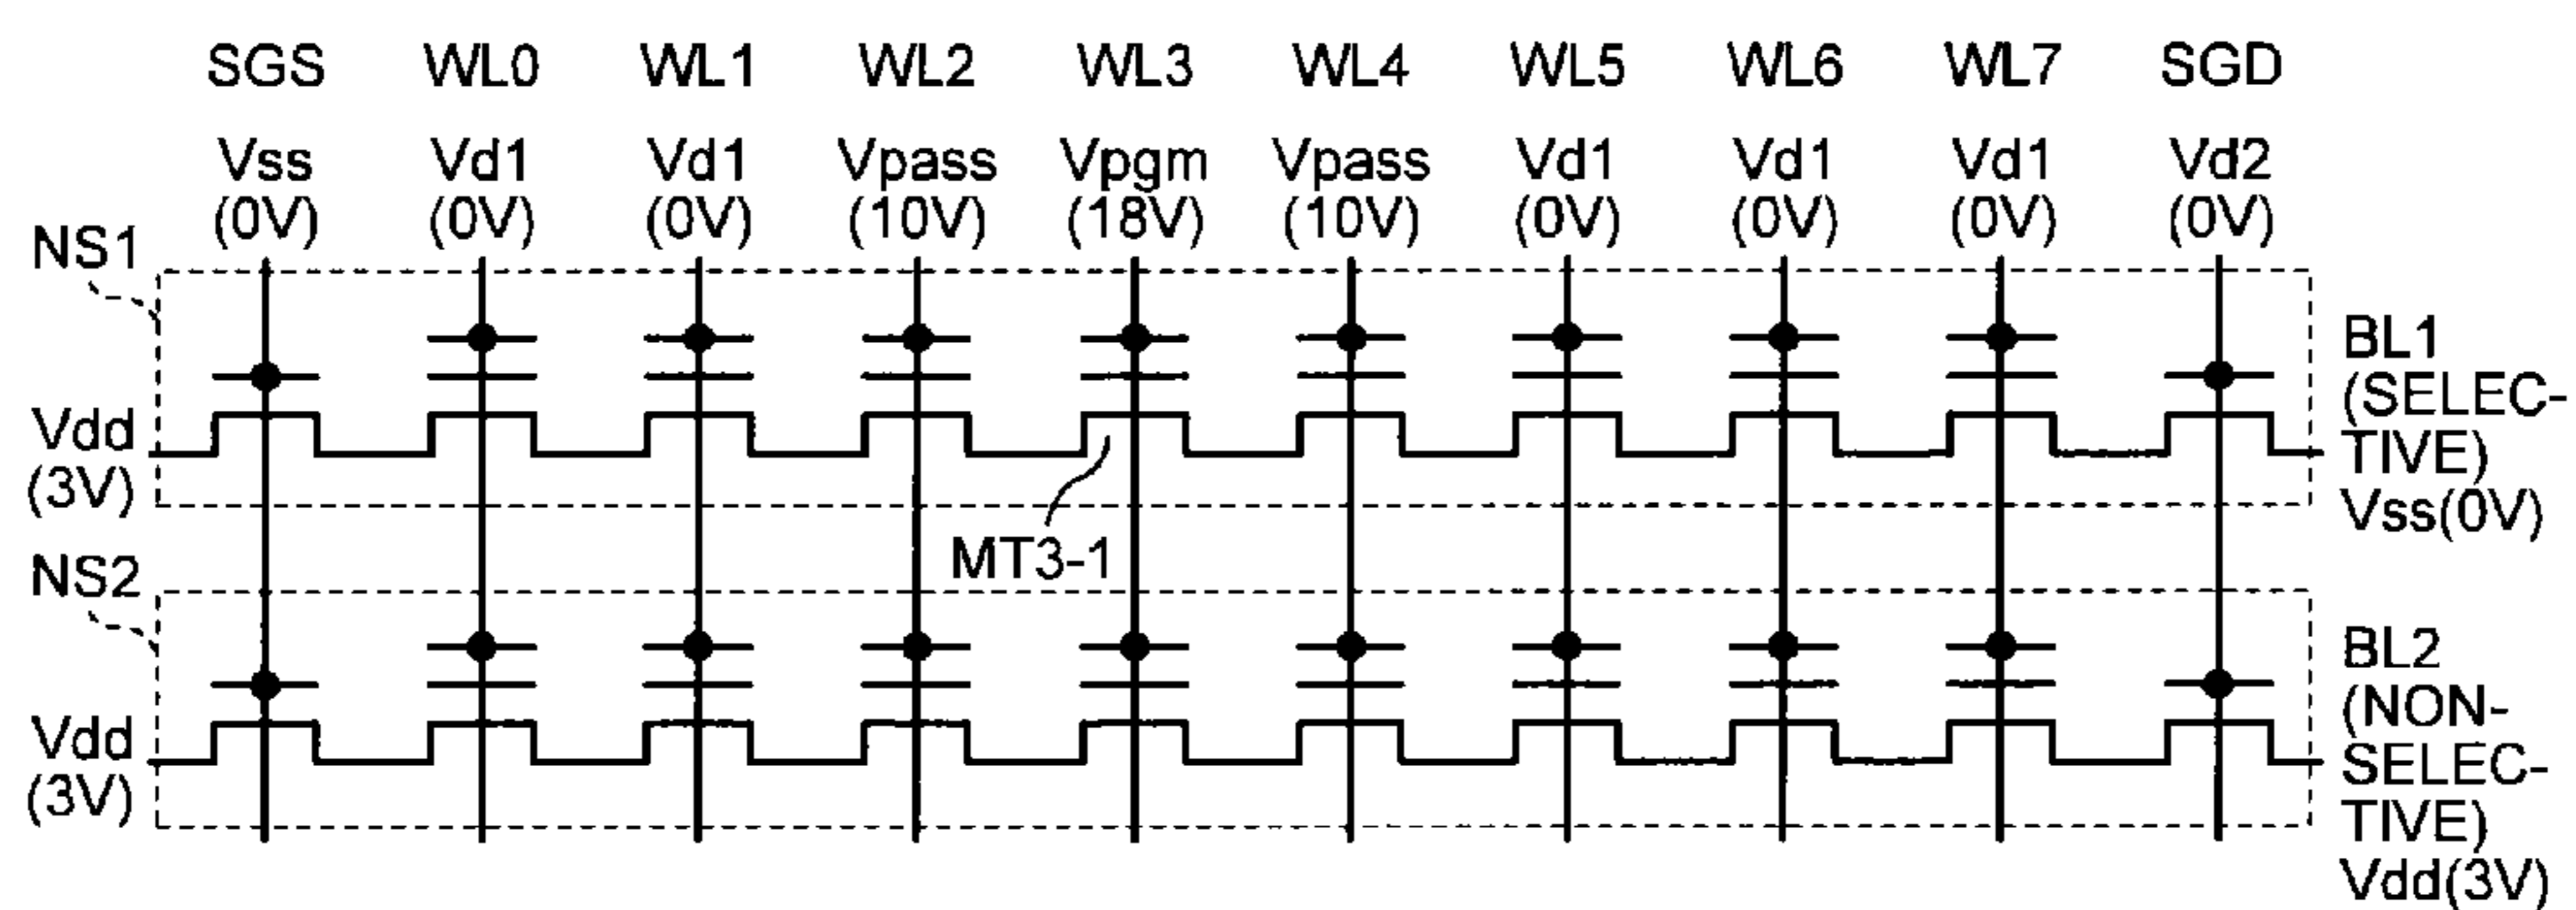 SGS WL0 WL1 WL2 WL3 WL4 WL5 WL6 WL7 SGD
Vss Vd1 Vd1 Vpass Vpgm Vpass Vd1 Vd1 Vd1 Vd2
(0V) (0V) (0V) (10V) (18V) (10V) (0V) (0V) (0V) (0V)
NS1
Vdd
(3V)
MT3-1
BL1
(SELEC-
TIVE)
Vss(0V)
NS2
Vdd
(3V)
BL2
(NON-
SELEC-
TIVE)
Vdd(3V)